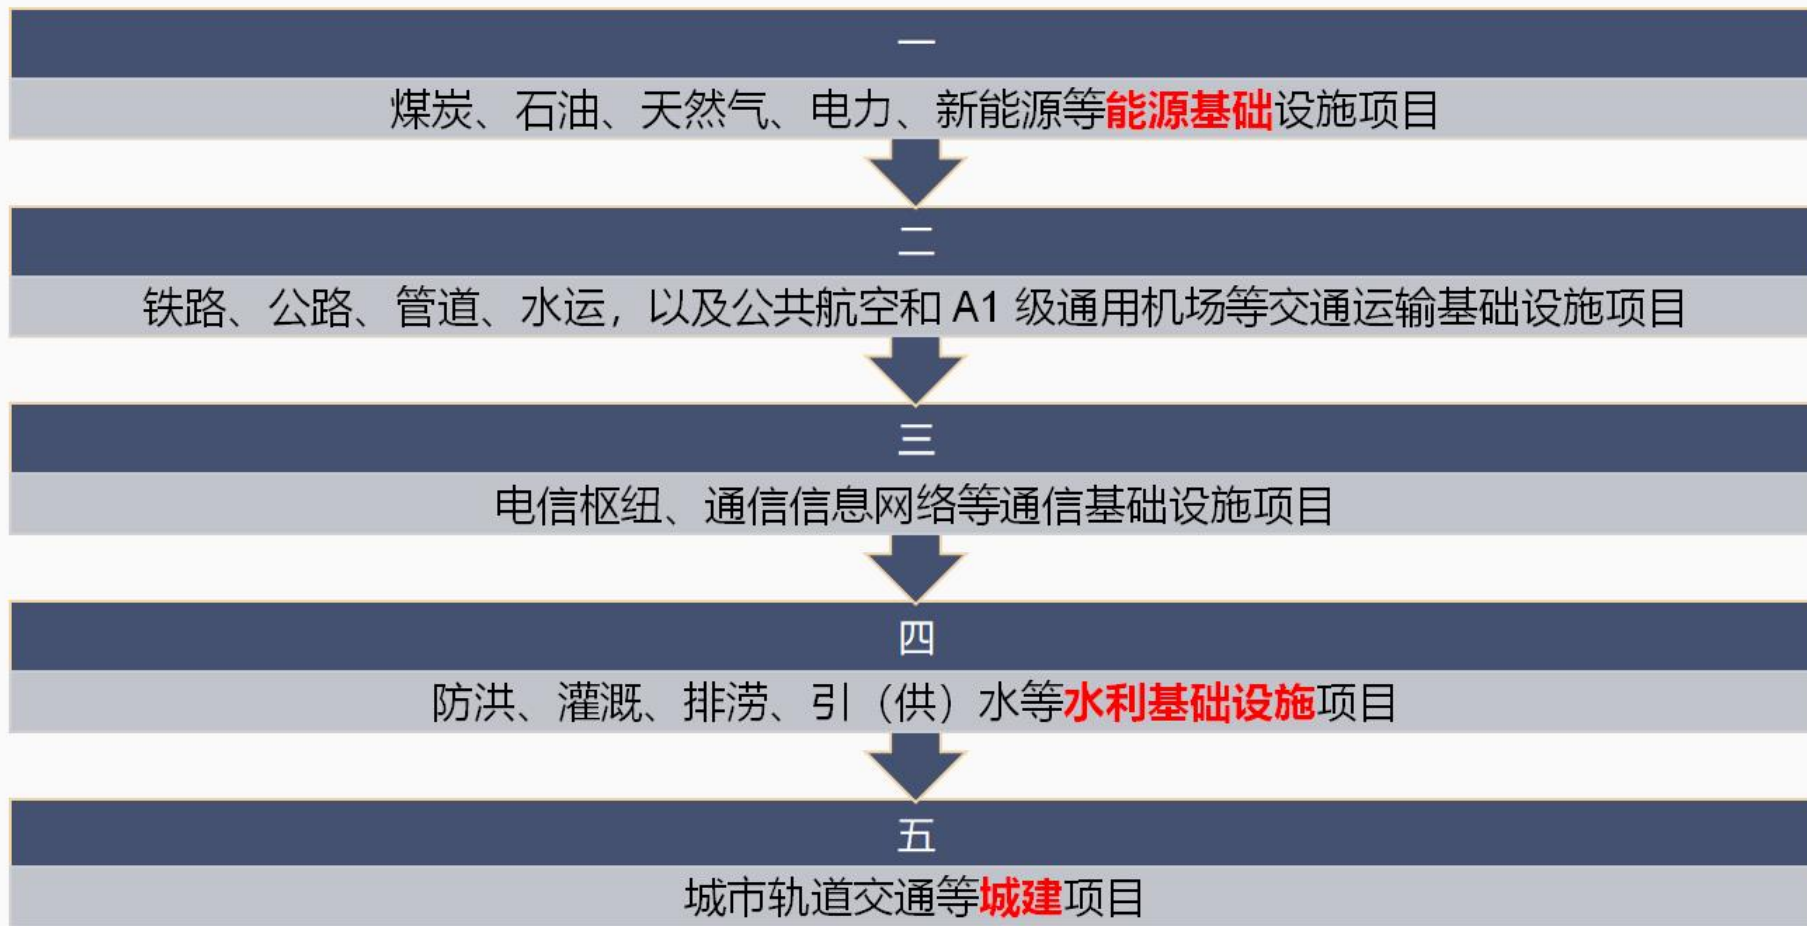 一
煤炭、石油、天然气、电力、新能源等能源基础设施项目
二
铁路、公路、管道、水运，以及公共航空和 A1 级通用机场等交通运输基础设施项目
三
电信枢纽、通信信息网络等通信基础设施项目
四
防洪、灌溉、排涝、引（供）水等水利基础设施项目
五
城市轨道交通等城建项目